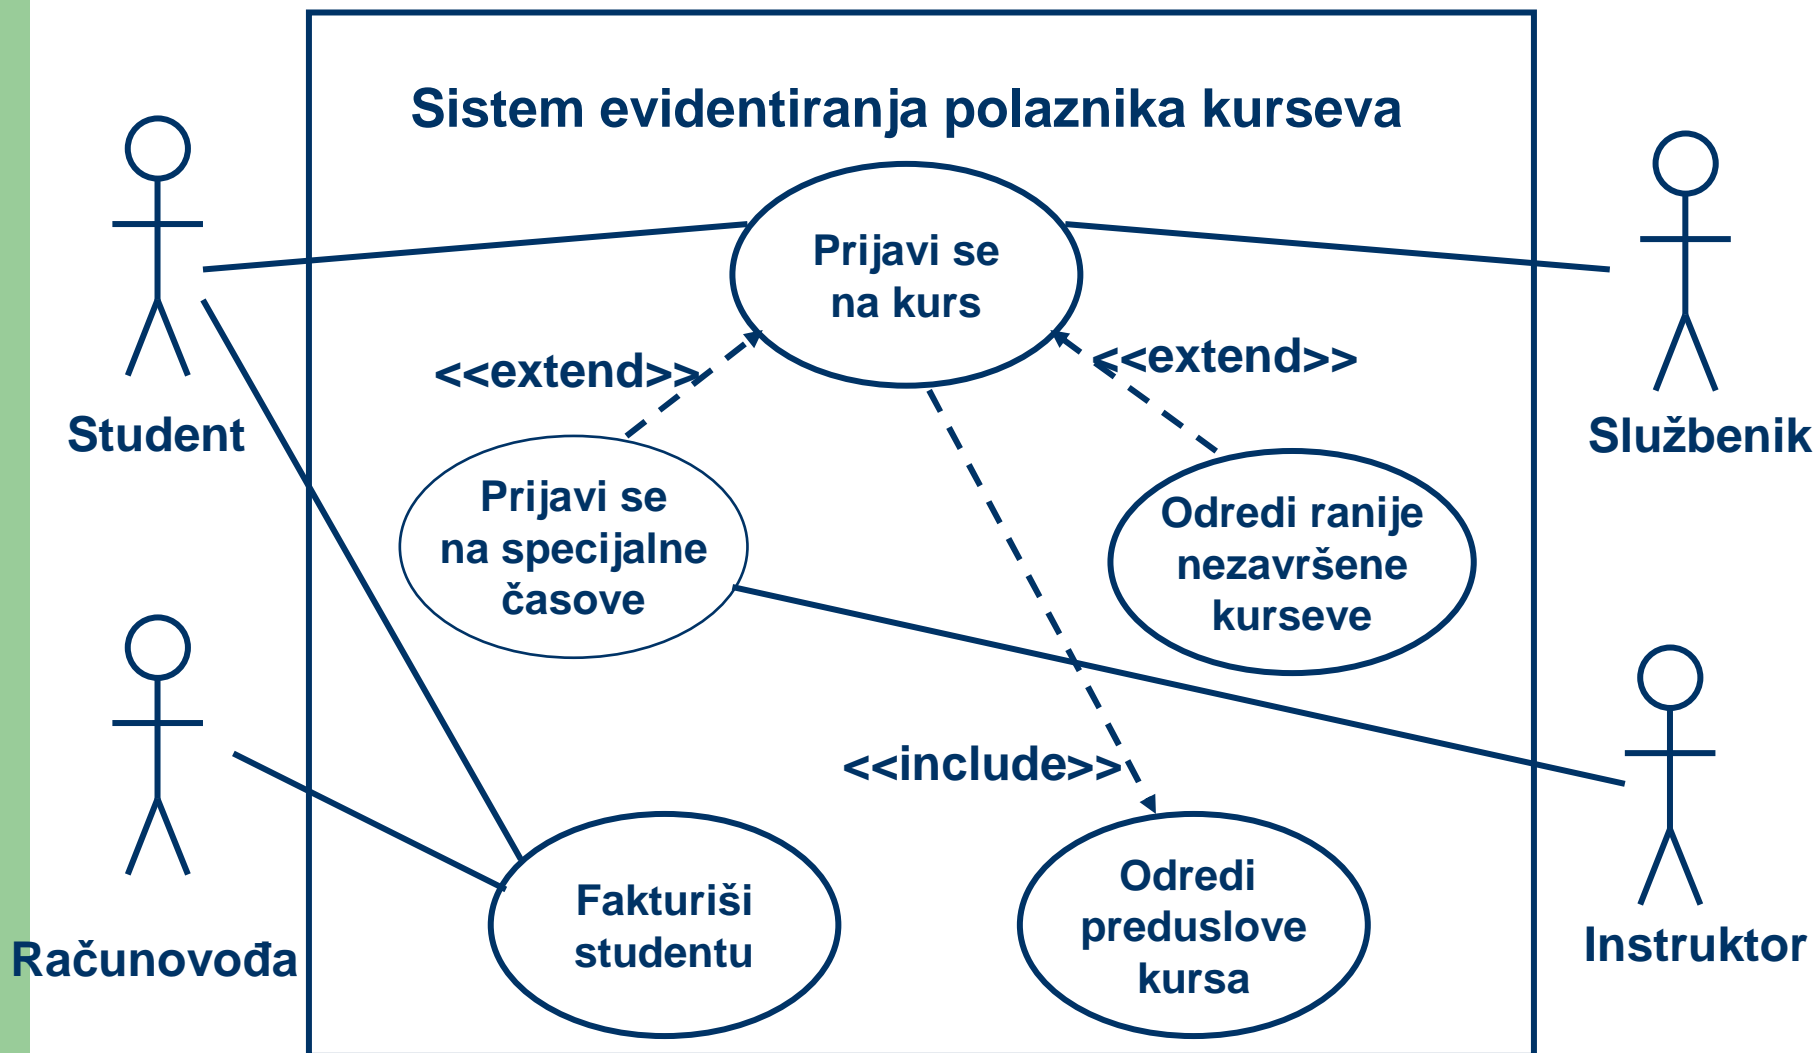 Sistem evidentiranja polaznika kurseva
Prijavi se
na kurs
<<extend>>
<<extend>>
Student
Službenik
Prijavi se
na specijalne
časove
Odredi ranije
nezavršene
kurseve
<<include>>
Fakturiši
studentu
Odredi
preduslove
kursa
Računovođa
Instruktor